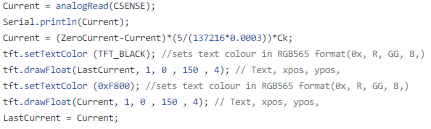 Current = analogRead(CSENSE);
Serial.println(Current);
Current = (ZeroCurrent-Current)*(5/(137216*0.0003))*Ck;
tft.setTextColor (TFT_BLACK); //sets text colour in RGB565 format(0x, R, GG, B,)
tft.drawFloat(LastCurrent, 1, 0 , 150 , 4); // Text, xpos, ypos,
tft.setTextColor (0xF800); //sets text colour in RGB565 format(0x, R, GG, B,)
tft.drawFloat(Current, 1, 0 , 150 , 4); // Text, xpos, ypos,
LastCurrent = Current;